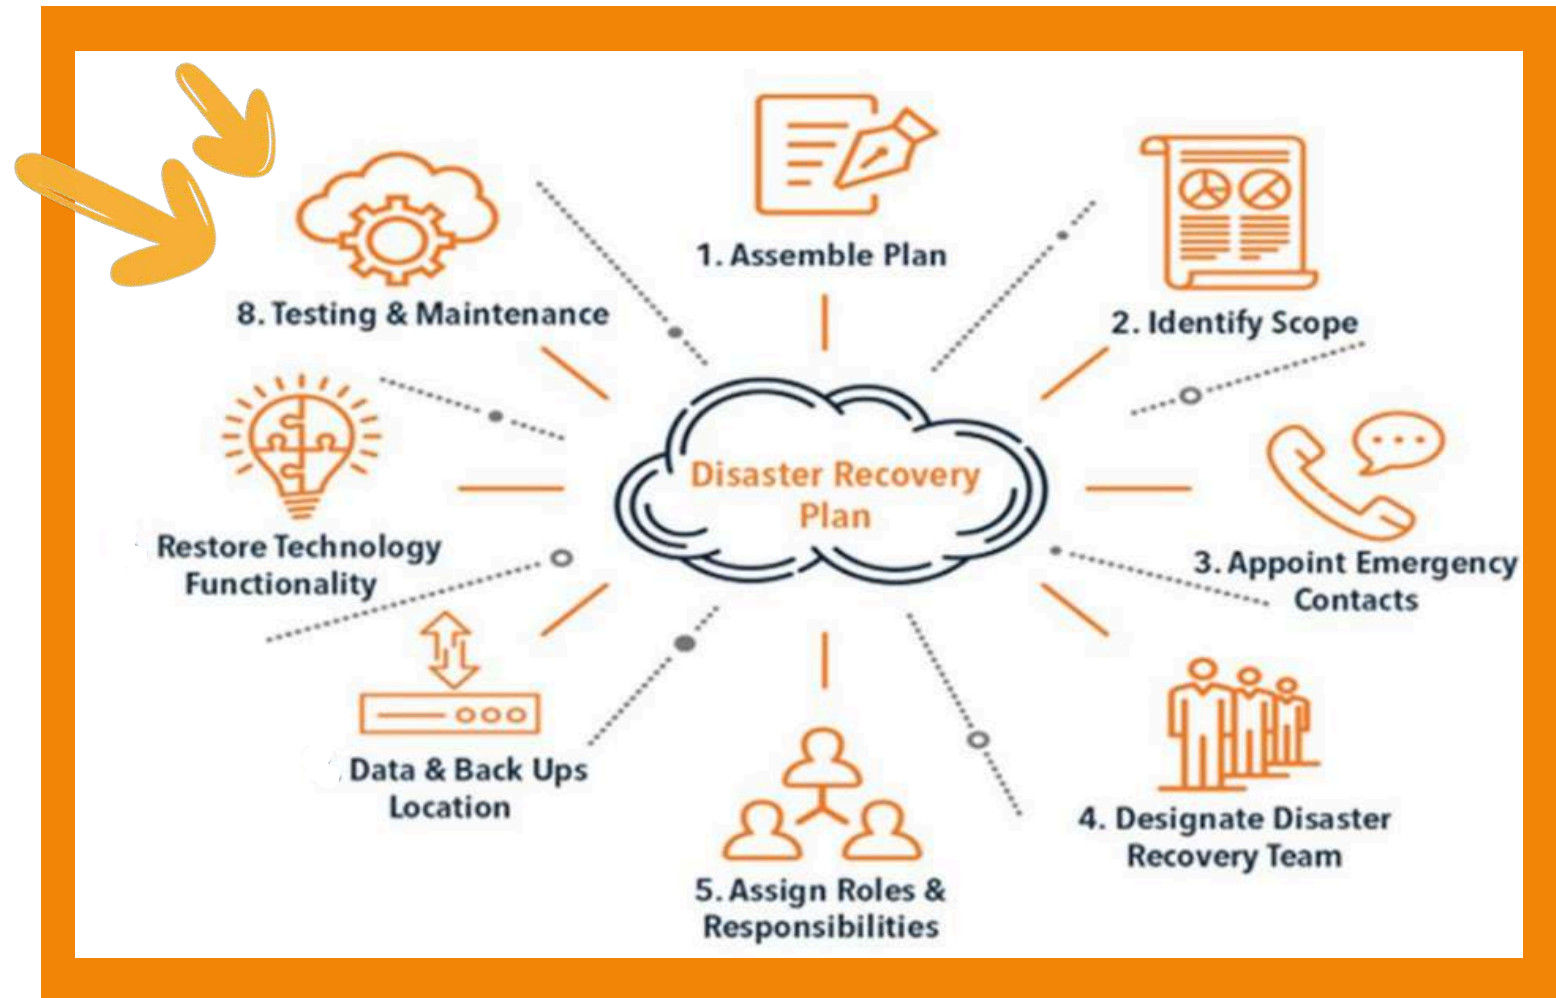 1. Assemble Plan
2. Identify Scope
3. Appoint Emergency
Contacts
4. Designate Disaster
Recovery Team
5. Assign Roles &
Responsibilities
Data & Back Ups
Location
Restore Technology
Functionality
8. Testing & Maintenance
Disaster Recovery
Plan